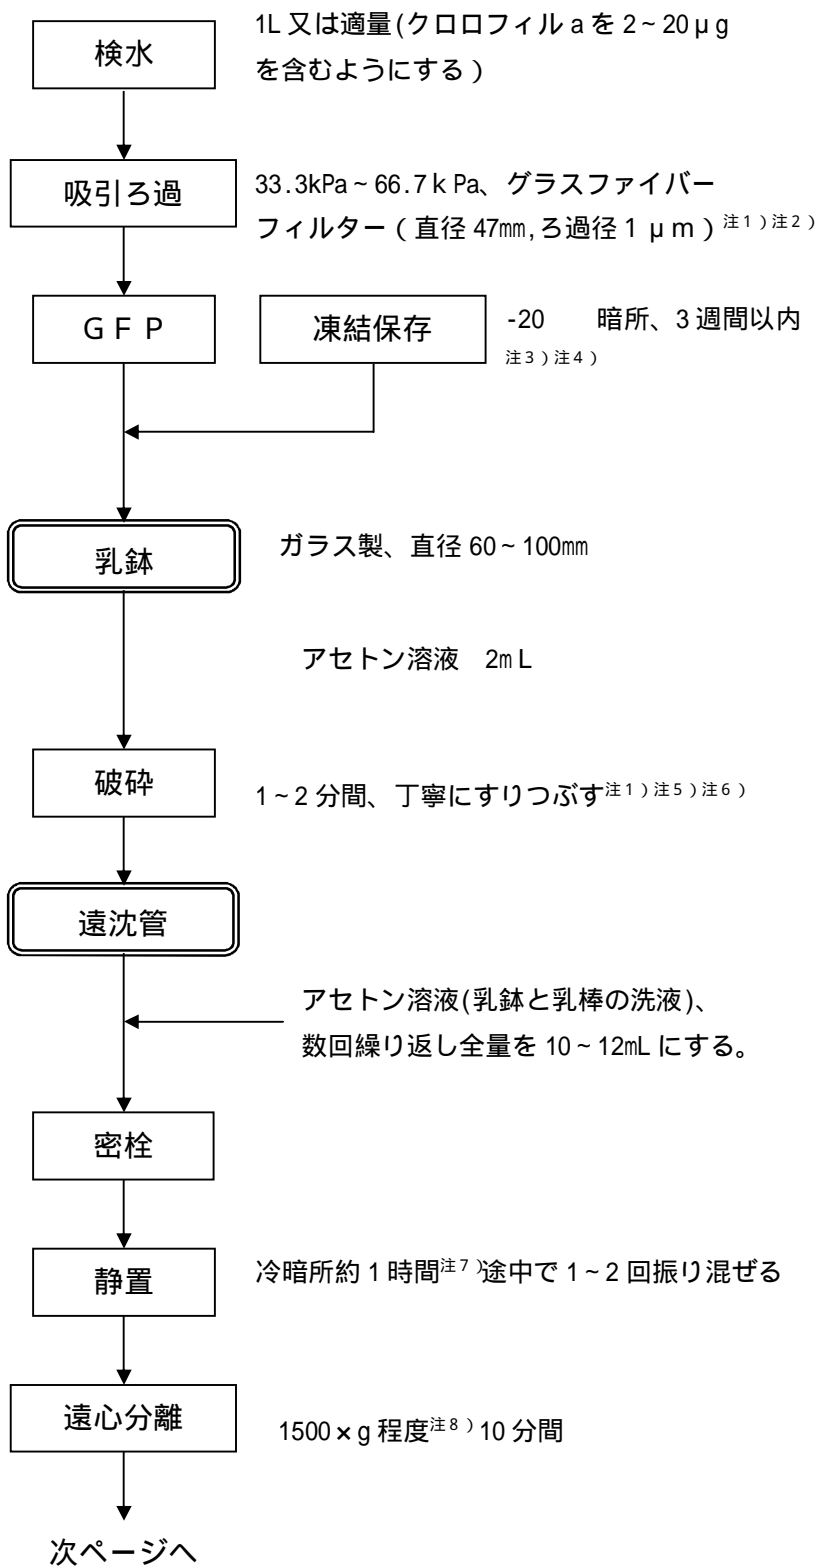 検水
1L 又は適量(クロロフィル a を 2~20μg
を含むようにする)
吸引ろ過
33.3kPa~66.7kPa、グラスファイバー
フィルター(直径 47㎜,ろ過径 1 μm)注1)注2)
GFP
凍結保存
-20 暗所、3 週間以内
注3)注4)
乳鉢
ガラス製、直径 60~100㎜
アセトン溶液 2mL
破砕
1~2 分間、丁寧にすりつぶす注1)注5)注6)
遠沈管
アセトン溶液(乳鉢と乳棒の洗液)、
数回繰り返し全量を 10~12mL にする。
密栓
静置
冷暗所約 1 時間注7)途中で 1~2 回振り混ぜる
遠心分離
1500×g 程度注8)10 分間
次ページへ